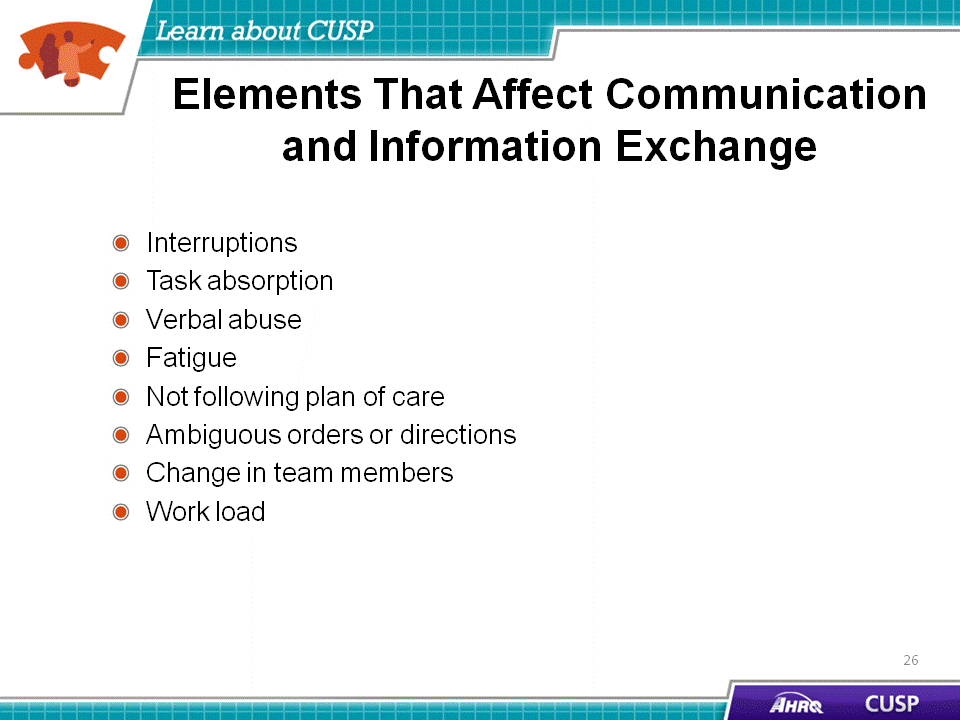 Learn about CUSP
Elements That Affect Communication
and Information Exchange
Interruptions
Task absorption
Verbal abuse
Fatigue
Not following plan of care
Ambiguous orders or directions
Change in team members
Work load
26
AHRQ CUSP